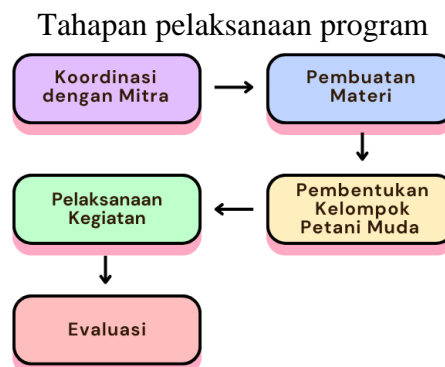 Tahapan pelaksanaan program
Koordinasi
dengan Mitra
Pembuatan
Materi
Pembentukan
Kelompok
Petani Muda
Pelaksanaan
Kegiatan
Evaluasi